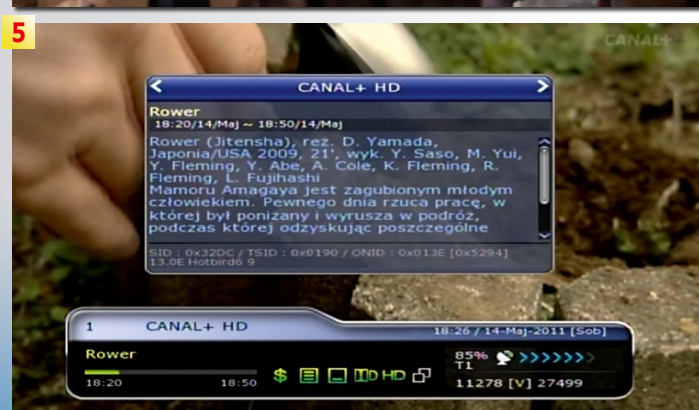 5
CANAL+
CANAL+ HD
Rower
18:20/14/Maj ~ 18:50/14/Maj
Rower (Jitensha), reż. D. Yamada,
Japonia/USA 2009, 21', wyk. Y. Saso, M. Yui,
Y. Fleming, Y. Abe, A. Cole, K. Fleming, R.
Fleming, L. Fujihashi
Mamoru Amagaya jest zagubionym młodym
człowiekiem. Pewnego dnia rzuca pracę, w
której był poniżany i wyrusza w podróż,
podczas której odzyskując poszczególne
SID : 0x32DC / TSID : 0x0190 / ONID : 0x013E [0x5294]
13.0E Hotbird6 9
1 CANAL+ HD
18:26 / 14-Maj-2011 [Sob]
Rower
18:20 18:50
$ HD
85%
T1
11278 [V] 27499